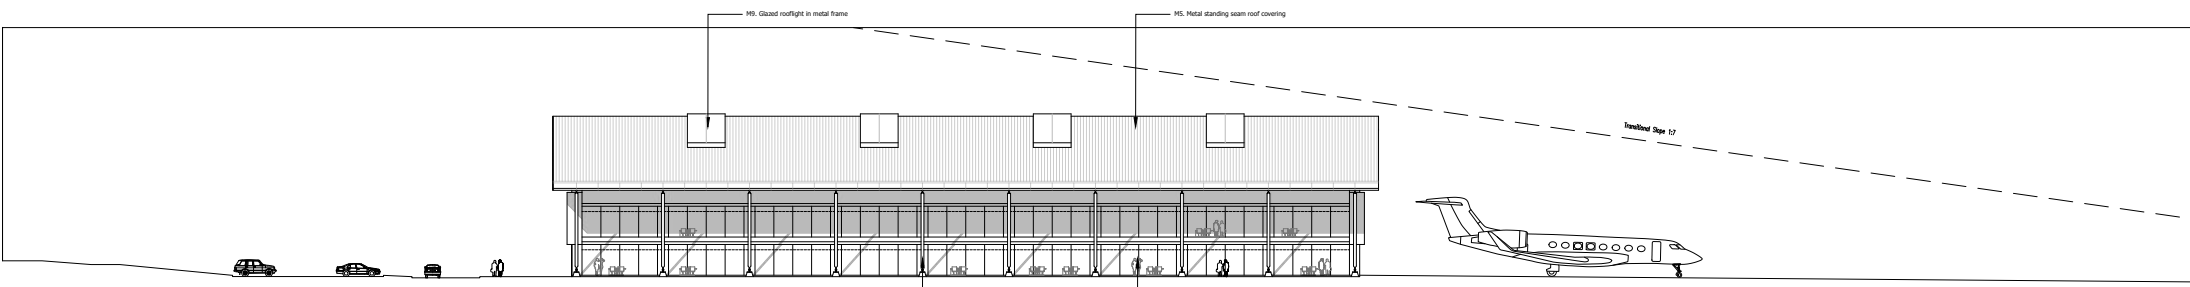 M9. Glazed rooflight in metal frame
M5. Metal standing seam roof covering
Transitional Slope 1:7